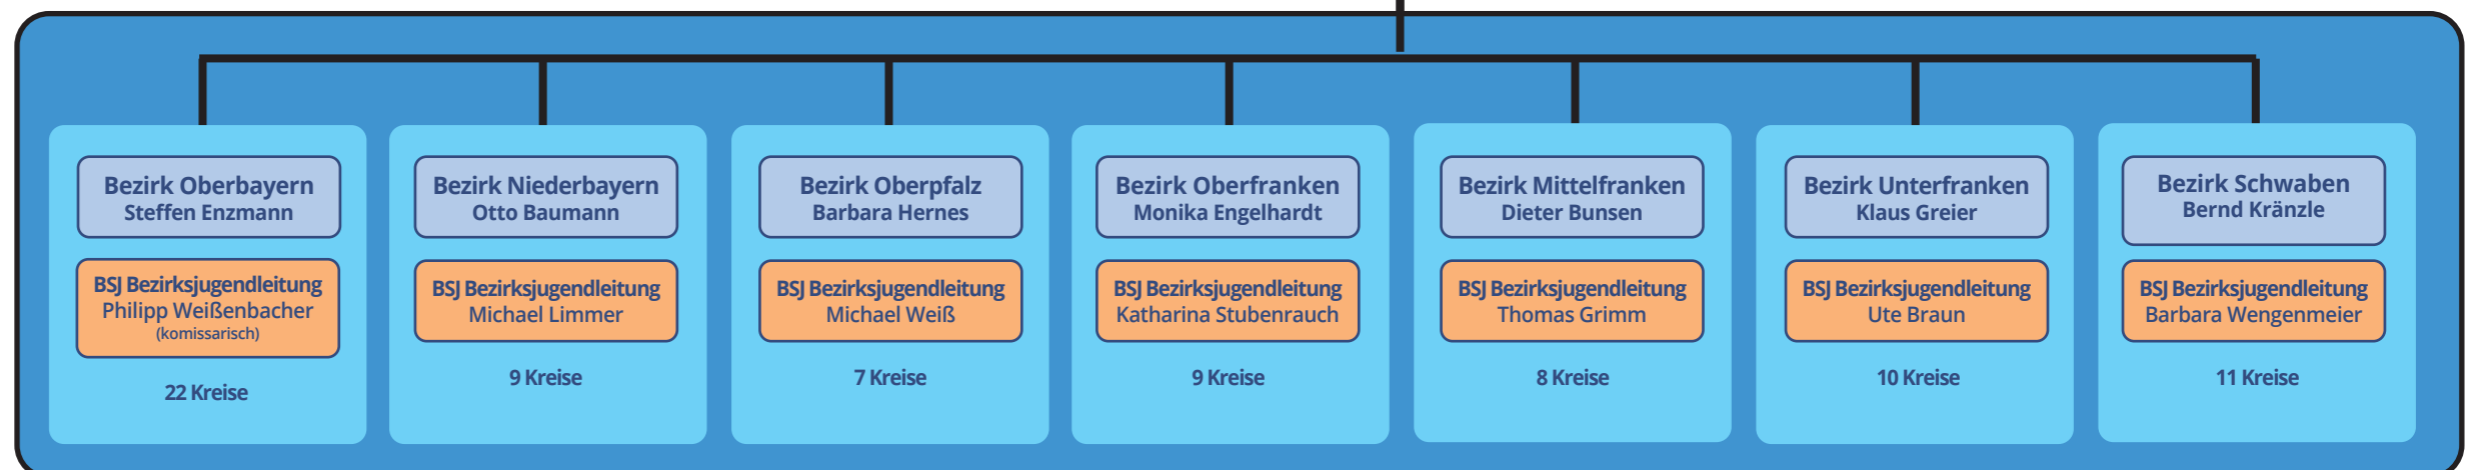 Bezirk Oberbayern
Steffen Enzmann
BSJ Bezirksjugendleitung
Philipp Weißenbacher
(komissarisch)
22 Kreise
Bezirk Niederbayern
Otto Baumann
BSJ Bezirksjugendleitung
Michael Limmer
9 Kreise
Bezirk Oberpfalz
Barbara Hernes
BSJ Bezirksjugendleitung
Michael Weiß
7 Kreise
Bezirk Oberfranken
Monika Engelhardt
BSJ Bezirksjugendleitung
Katharina Stubenrauch
9 Kreise
Bezirk Mittelfranken
Dieter Bunsen
BSJ Bezirksjugendleitung
Thomas Grimm
8 Kreise
Bezirk Unterfranken
Klaus Greier
BSJ Bezirksjugendleitung
Ute Braun
10 Kreise
Bezirk Schwaben
Bernd Kränzle
BSJ Bezirksjugendleitung
Barbara Wengenmeier
11 Kreise